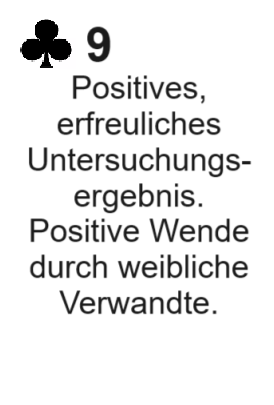 ♣ 9
Positives,
erfreuliches
Untersuchungs-
ergebnis.
Positive Wende
durch weibliche
Verwandte.